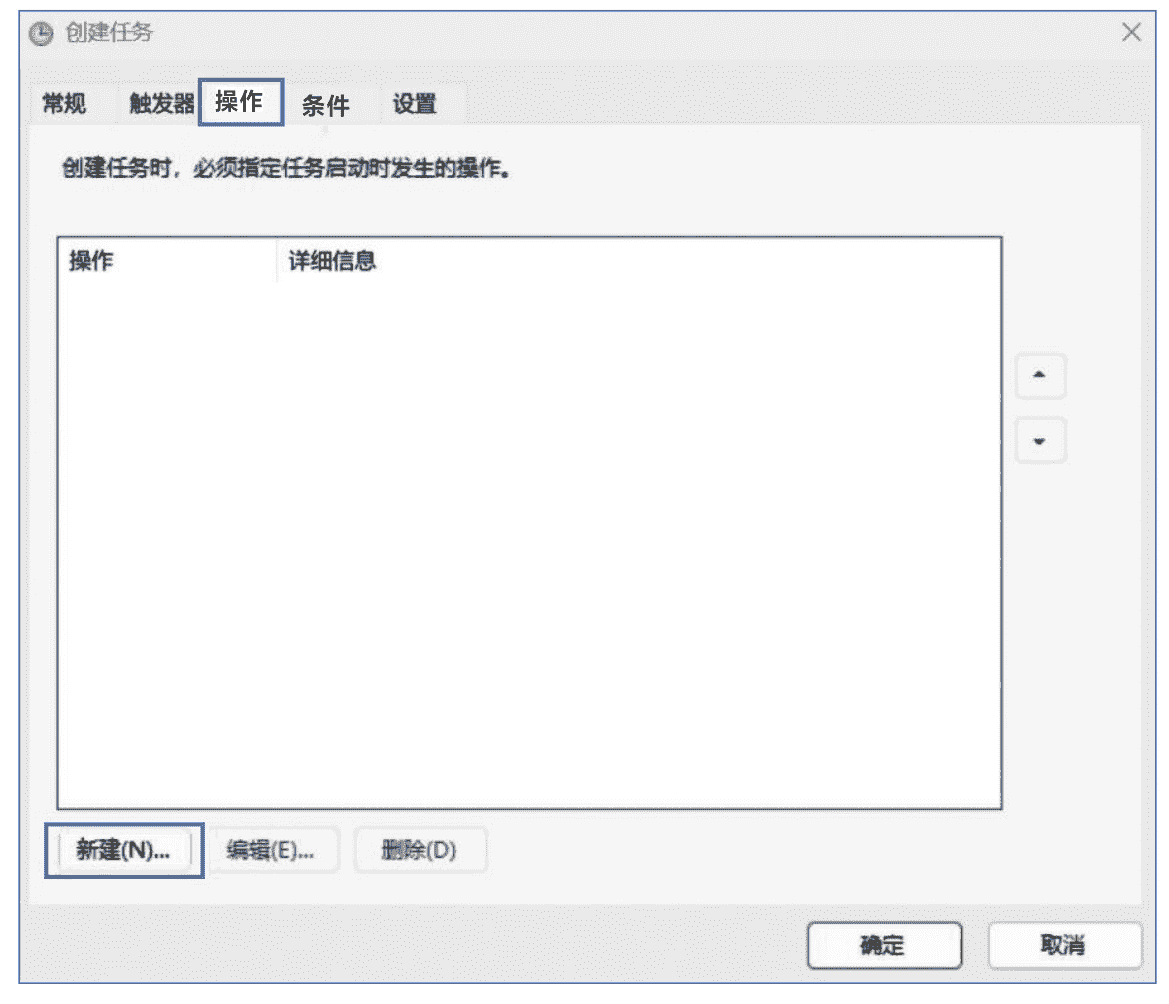 创建任务
常规 触发器 操作 条件 设置
创建任务时，必须指定任务启动时发生的操作。
操作 详细信息
新建(N)... 编辑(E)... 删除(D)
确定 取消